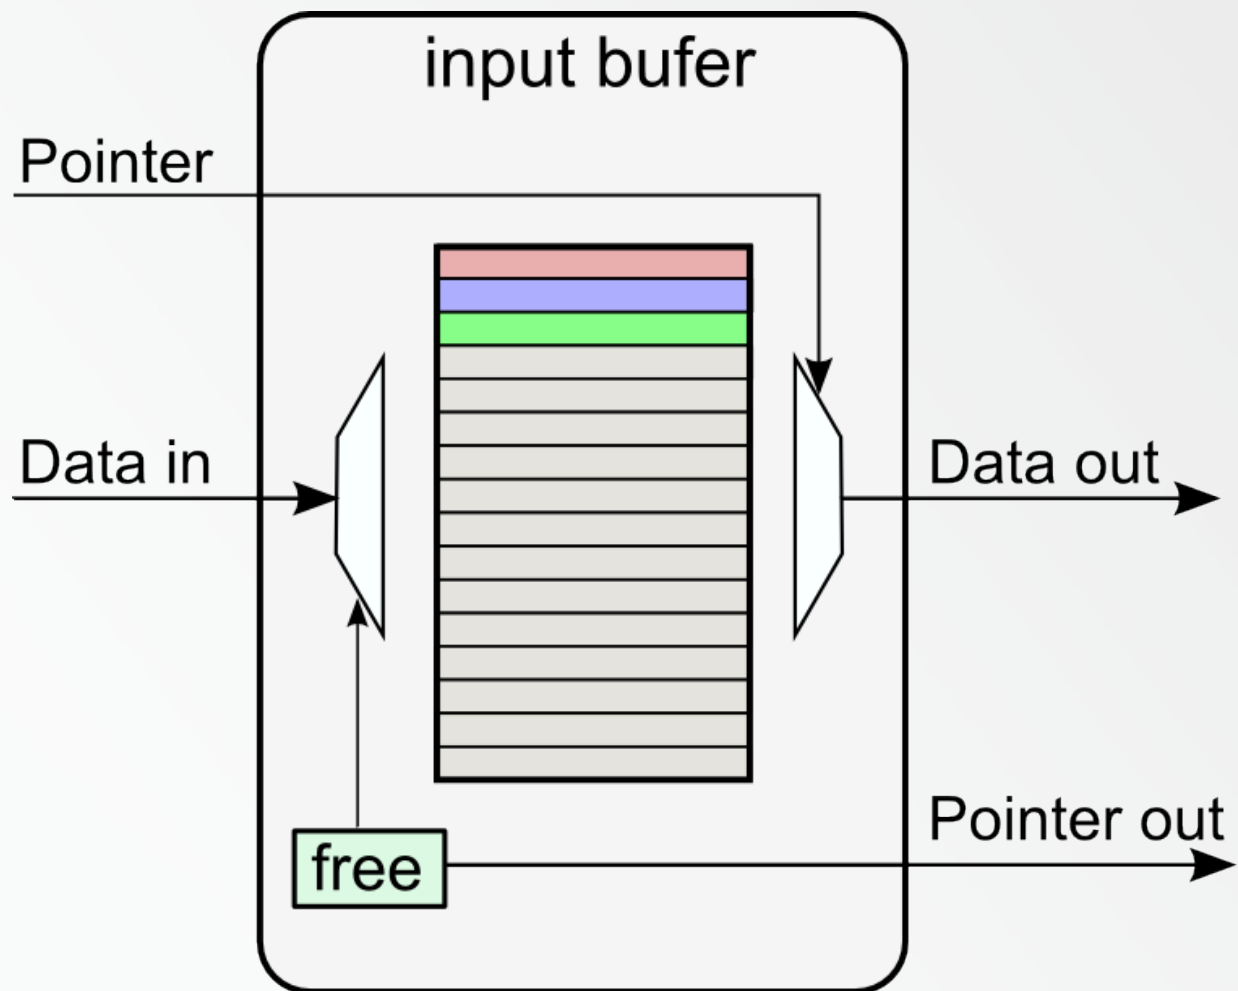 input bufer
Pointer
Data in
Data out
Pointer out
free